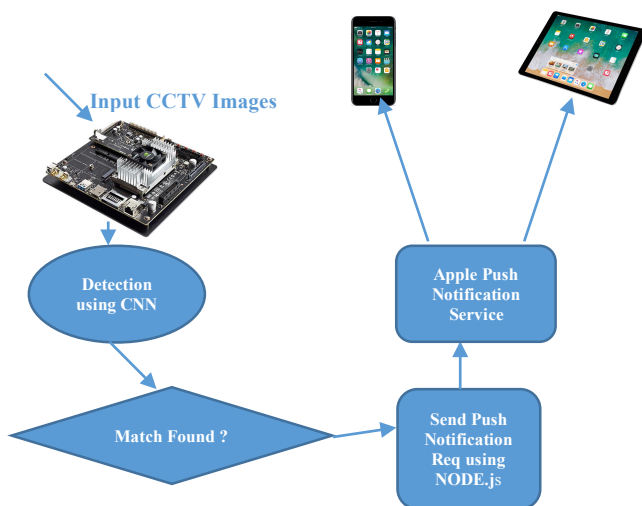 Input CCTV Images
Detection
using CNN
Match Found ?
Apple Push
Notification
Service
Send Push
Notification
Req using
NODE.js